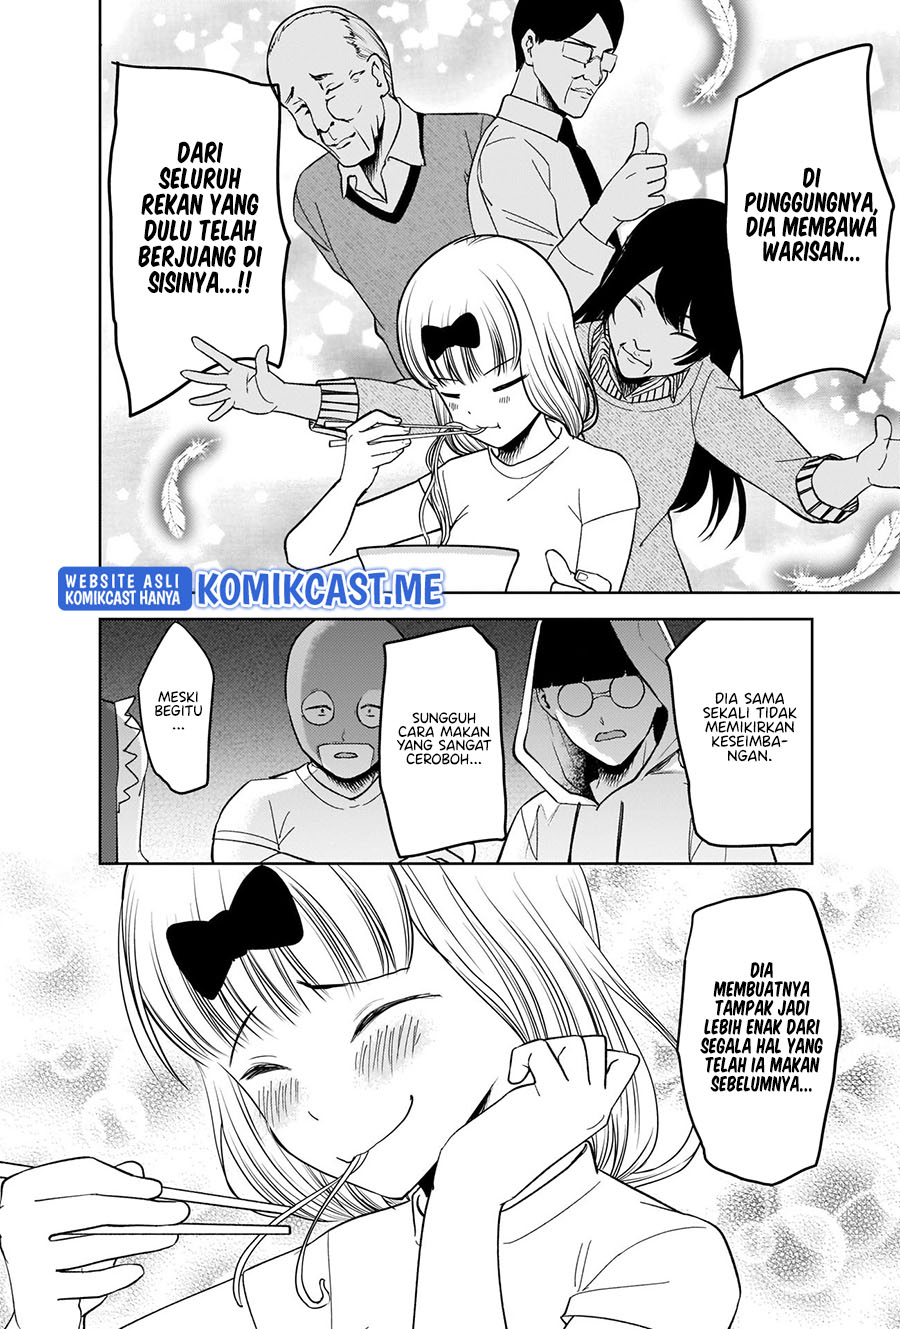 DI
PUNGGUNGNYA,
DIA MEMBAWA
WARISAN...
DARI
SELURUH
REKAN YANG
DULU TELAH
BERJUANG DI
SISINYA...!!
WEBSITE ASLI
KOMIKCAST HANYA
KOMIKCAST.ME
DIA SAMA
SEKALI TIDAK
MEMIKIRKAN
KESEIMBA-
NGAN.
SUNGGUH
CARA MAKAN
YANG SANGAT
CEROBOH...
MESKI
BEGITU
...
DIA
MEMBUATNYA
TAMPAK JADI
LEBIH ENAK DARI
SEGALA HAL YANG
TELAH IA MAKAN
SEBELUMNYA...